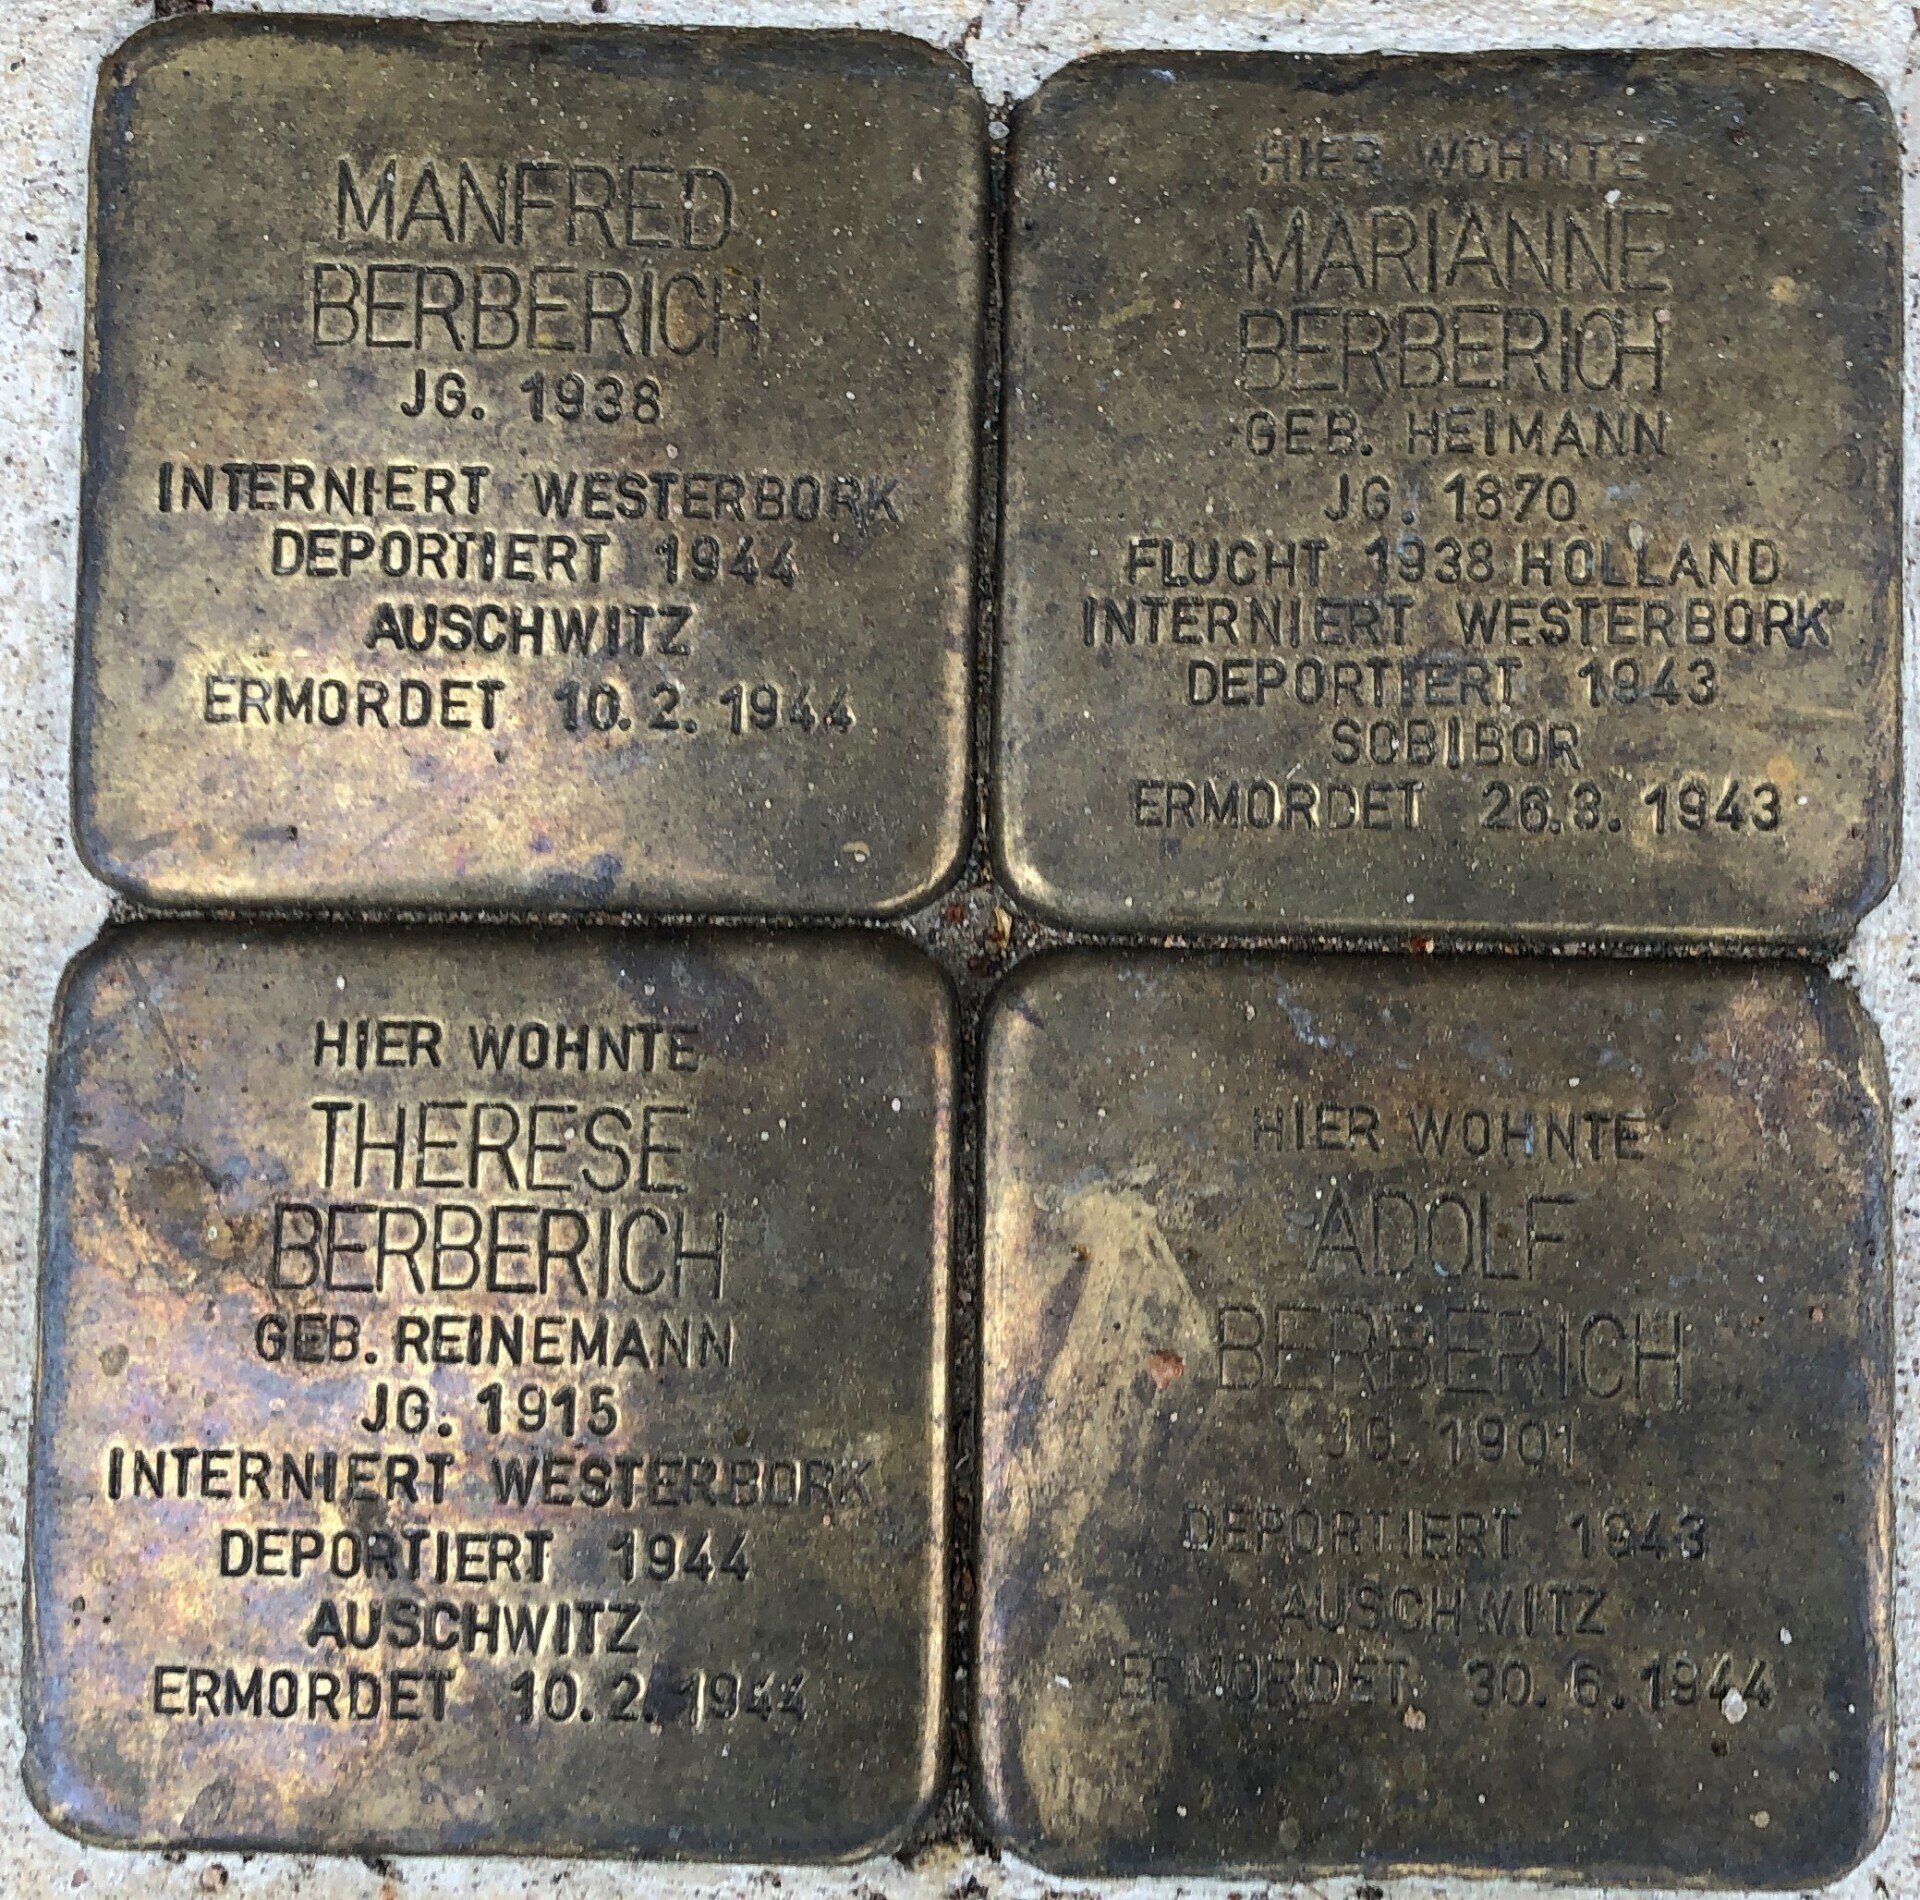 MANFRED
BERBERICH
JG. 1938
INTERNIERT WESTERBORK
DEPORTIERT 1944
AUSCHWITZ
ERMORDET 10.2.1944
HIER WOHNTE
MARIANNE
BERBERICH
GEB. HEIMANN
JG. 1870
FLUCHT 1938 HOLLAND
INTERNIERT WESTERBORK
DEPORTIERT 1943
SOBIBOR
ERMORDET 26.3.1943
HIER WOHNTE
THERESE
BERBERICH
GEB. REINEMANN
JG. 1915
INTERNIERT WESTERBORK
DEPORTIERT 1944
AUSCHWITZ
ERMORDET 10.2.1944
HIER WOHNTE
ADOLF
BERBERICH
JG. 1901
DEPORTIERT 1943
AUSCHWITZ
ERMORDET 30.6.1944